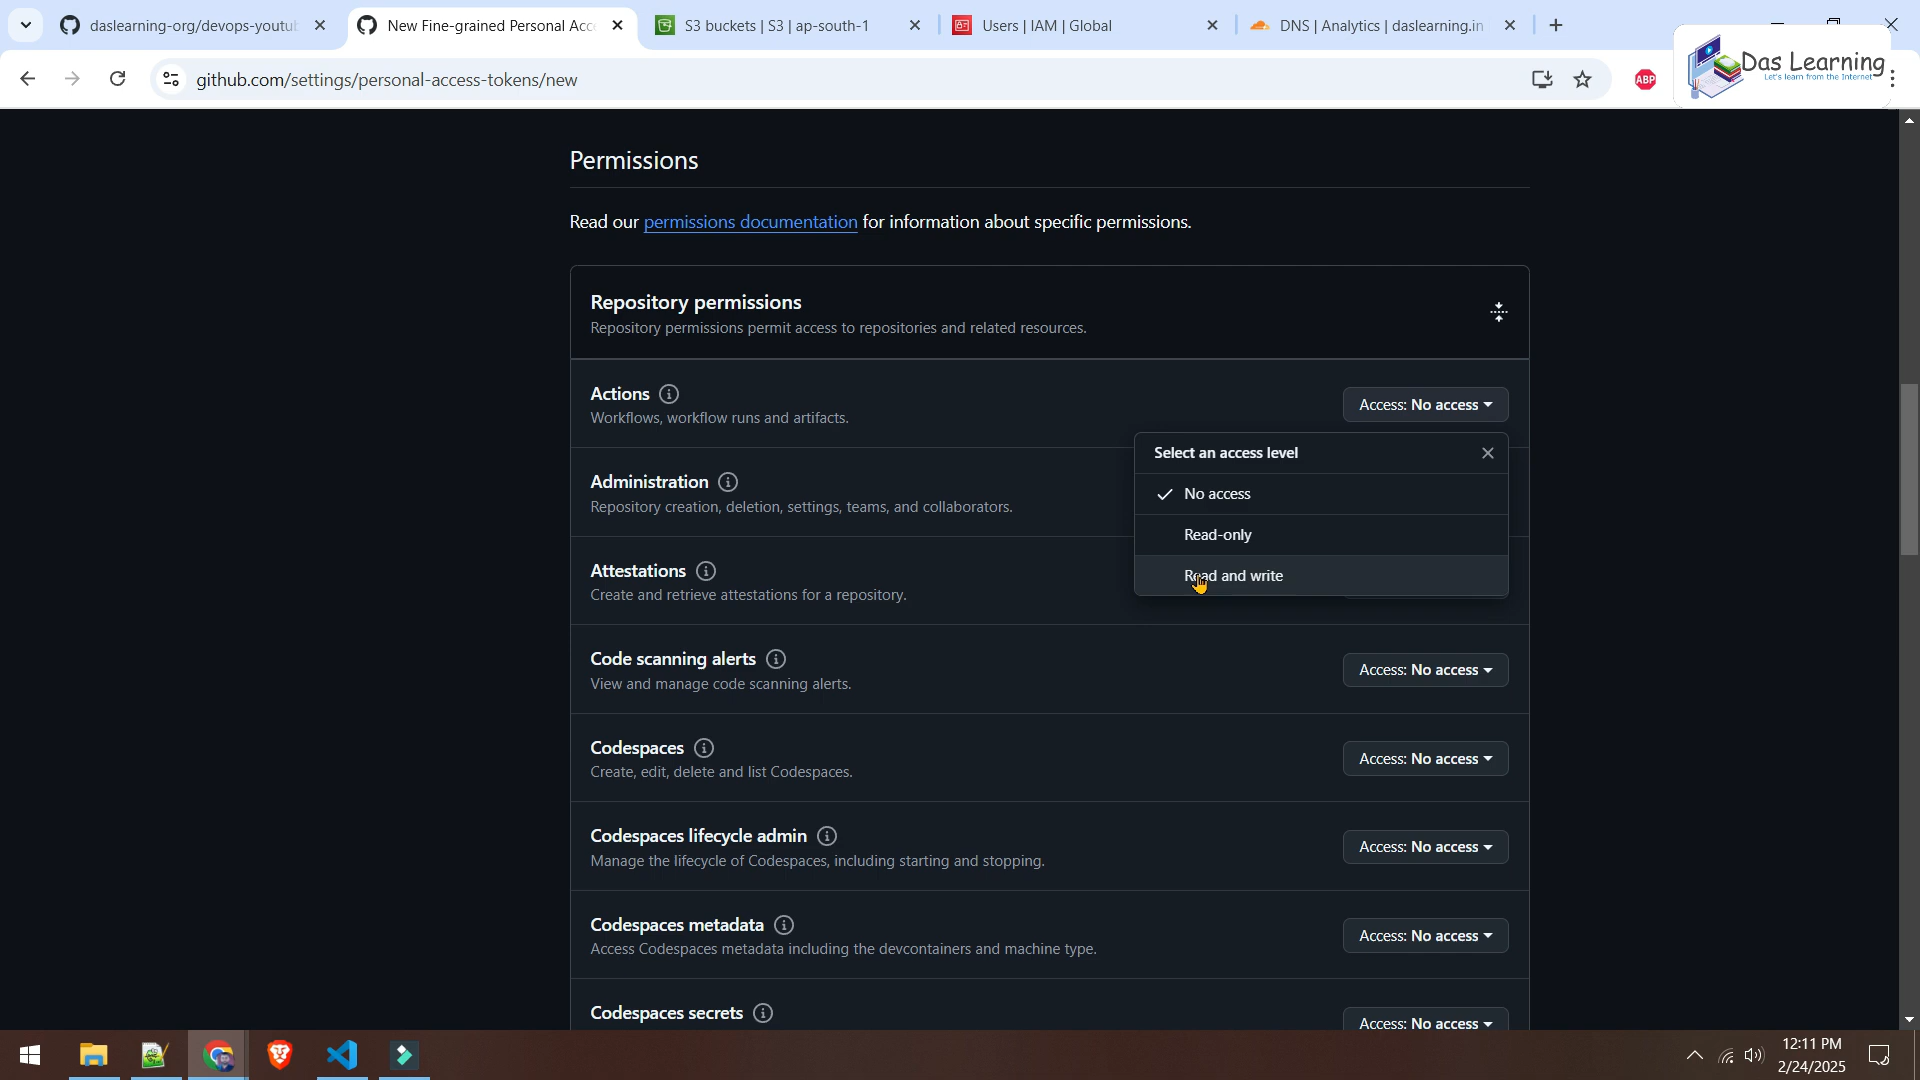 daslearning-org/devops-youtub
New Fine-grained Personal Acc
S3 buckets | S3 | ap-south-1
Users | IAM | Global
DNS | Analytics | daslearning.in
github.com/settings/personal-access-tokens/new
ABP
Das Learning
Let's learn from the Internet
Permissions
Read our permissions documentation for information about specific permissions.
Repository permissions
Repository permissions permit access to repositories and related resources.
Actions
Workflows, workflow runs and artifacts.
Access: No access
Select an access level
No access
Read-only
Read and write
Administration
Repository creation, deletion, settings, teams, and collaborators.
Attestations
Create and retrieve attestations for a repository.
Code scanning alerts
View and manage code scanning alerts.
Access: No access
Codespaces
Create, edit, delete and list Codespaces.
Access: No access
Codespaces lifecycle admin
Manage the lifecycle of Codespaces, including starting and stopping.
Access: No access
Codespaces metadata
Access Codespaces metadata including the devcontainers and machine type.
Access: No access
Codespaces secrets
Access: No access
12:11 PM
2/24/2025